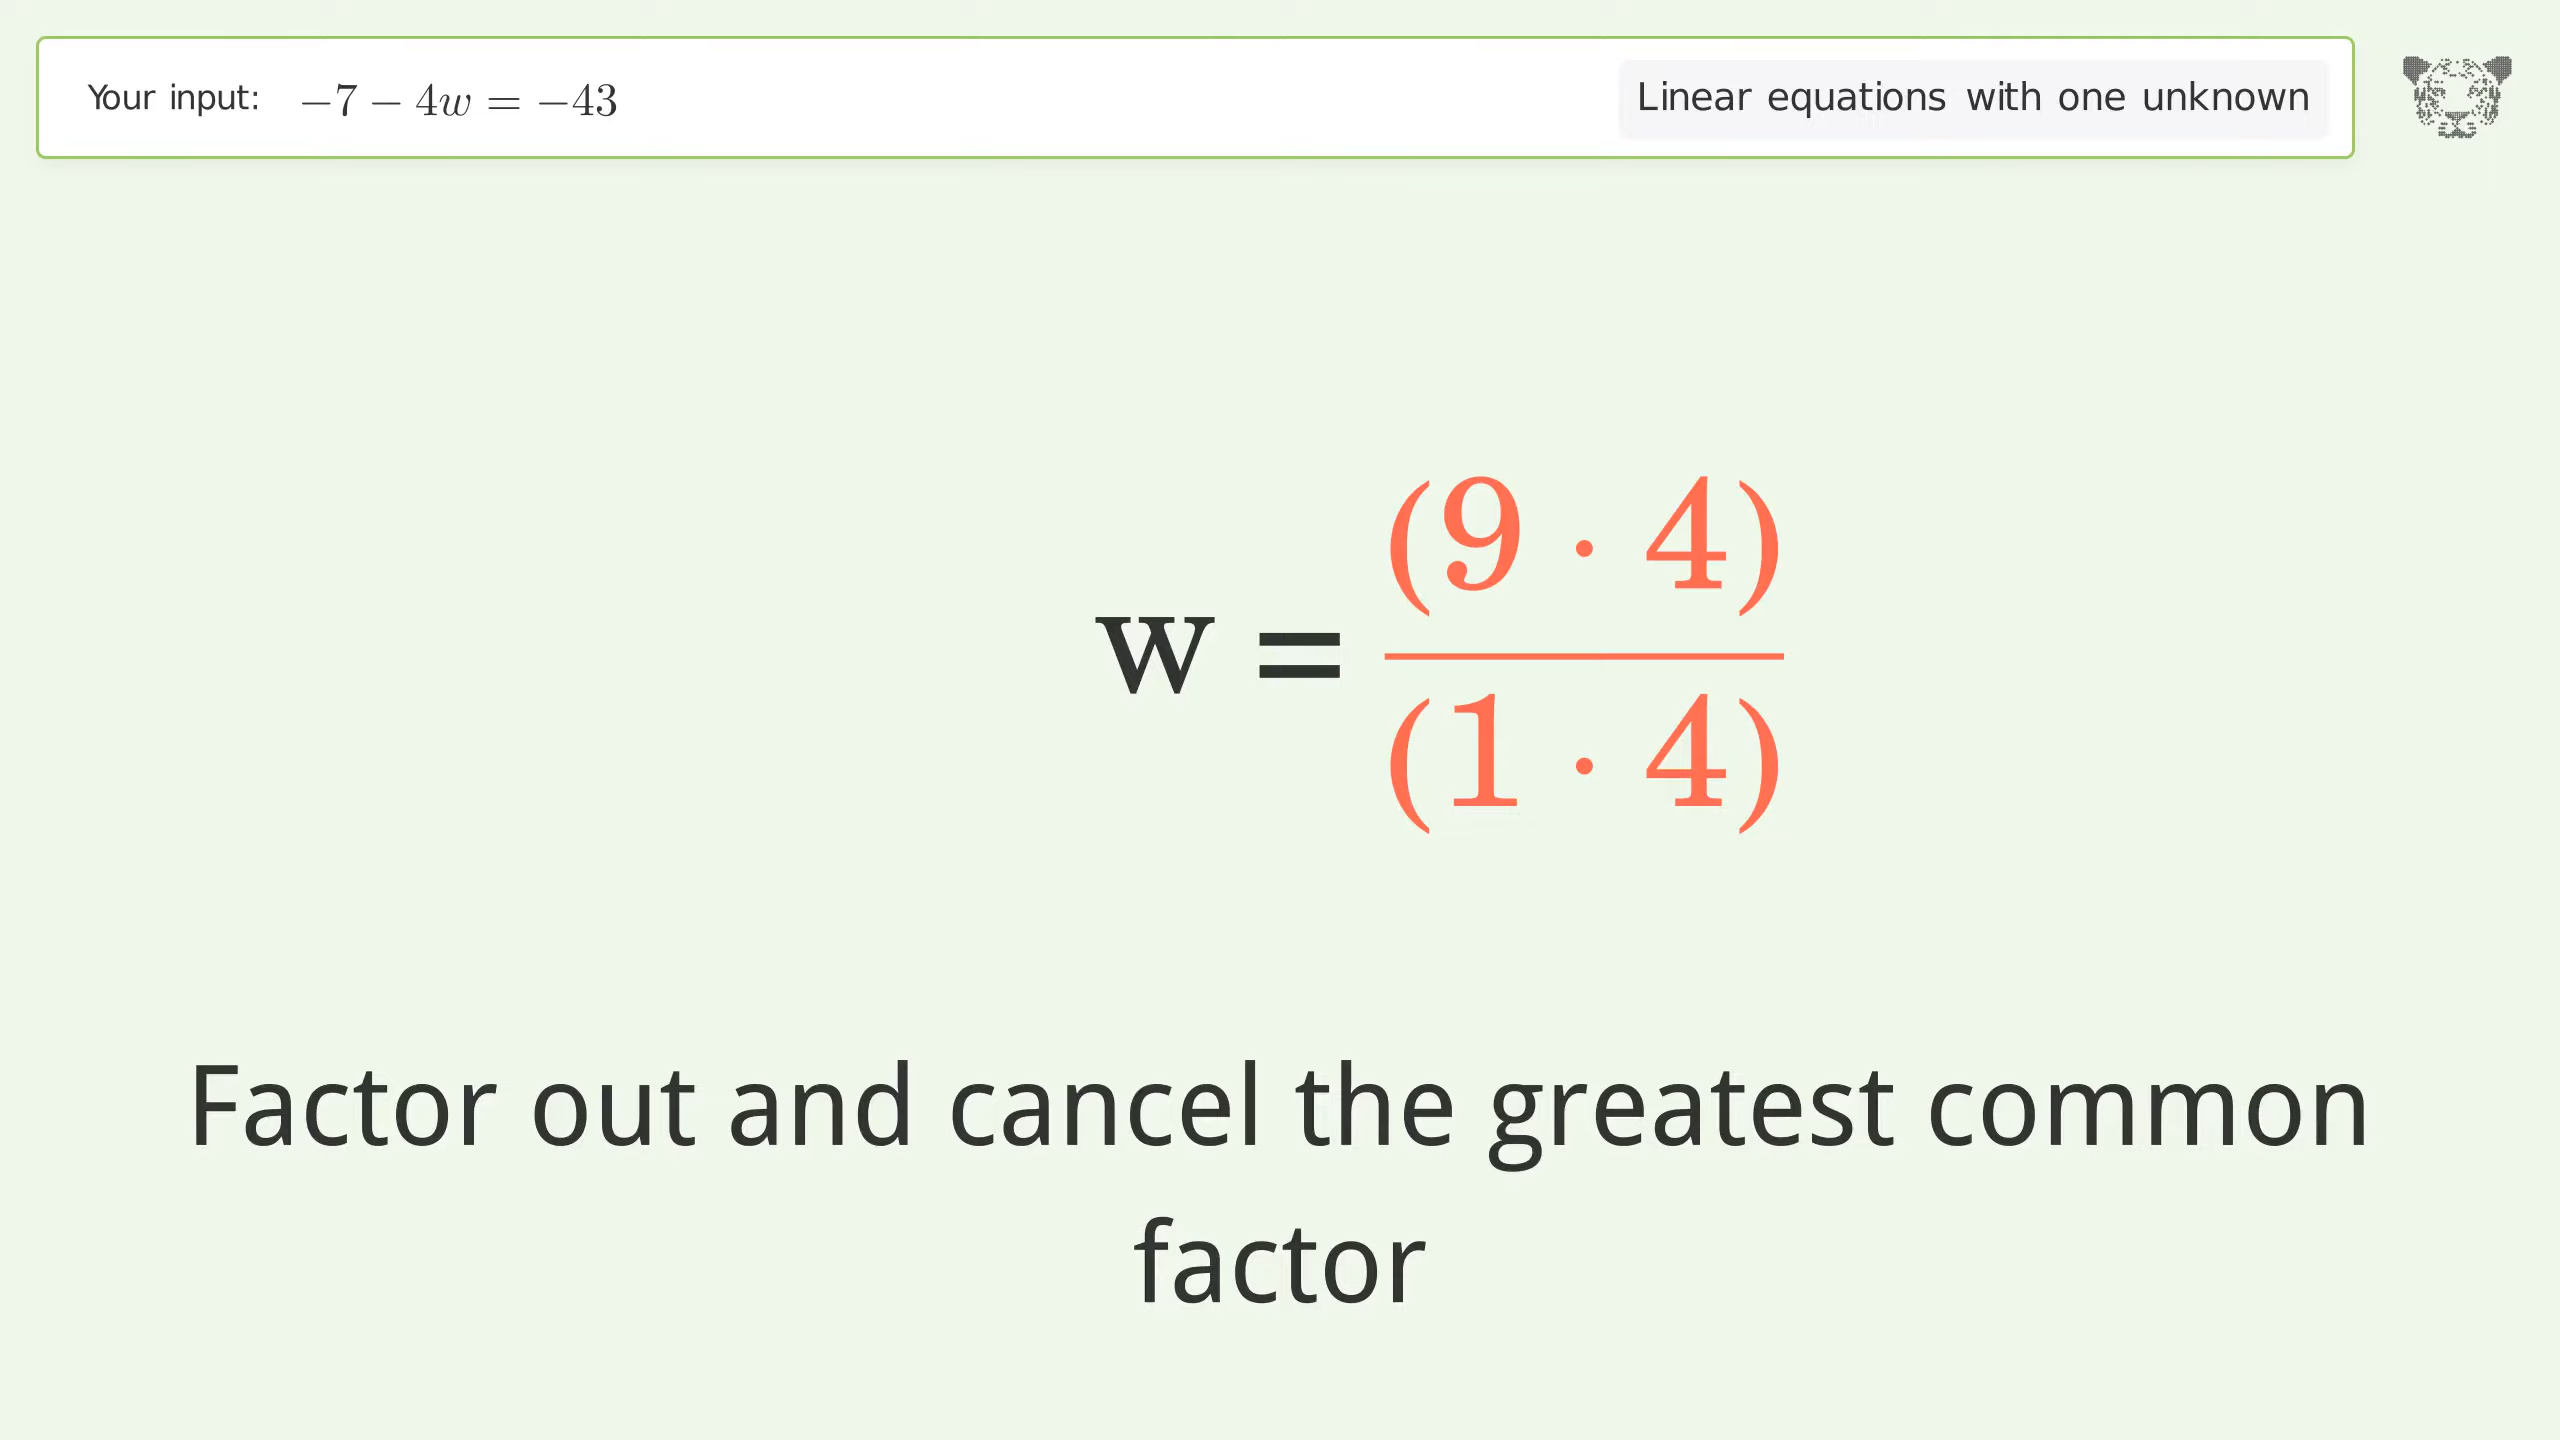 Your input: −7 − 4w = −43
Linear equations with one unknown
w = (9 · 4) / (1 · 4)
Factor out and cancel the greatest common
factor